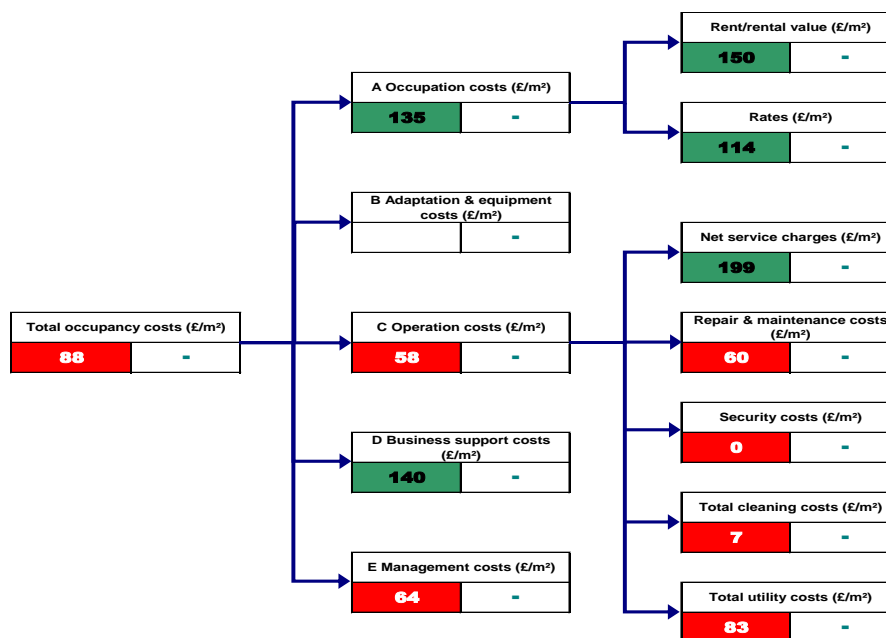 Rent/rental value (£/m²)
150 -
A Occupation costs (£/m²)
135 -
Rates (£/m²)
114 -
B Adaptation & equipment
costs (£/m²)
-
Net service charges (£/m²)
199 -
Total occupancy costs (£/m²)
88 -
C Operation costs (£/m²)
58 -
Repair & maintenance costs
(£/m²)
60 -
Security costs (£/m²)
0 -
D Business support costs
(£/m²)
140 -
Total cleaning costs (£/m²)
7 -
E Management costs (£/m²)
64 -
Total utility costs (£/m²)
83 -